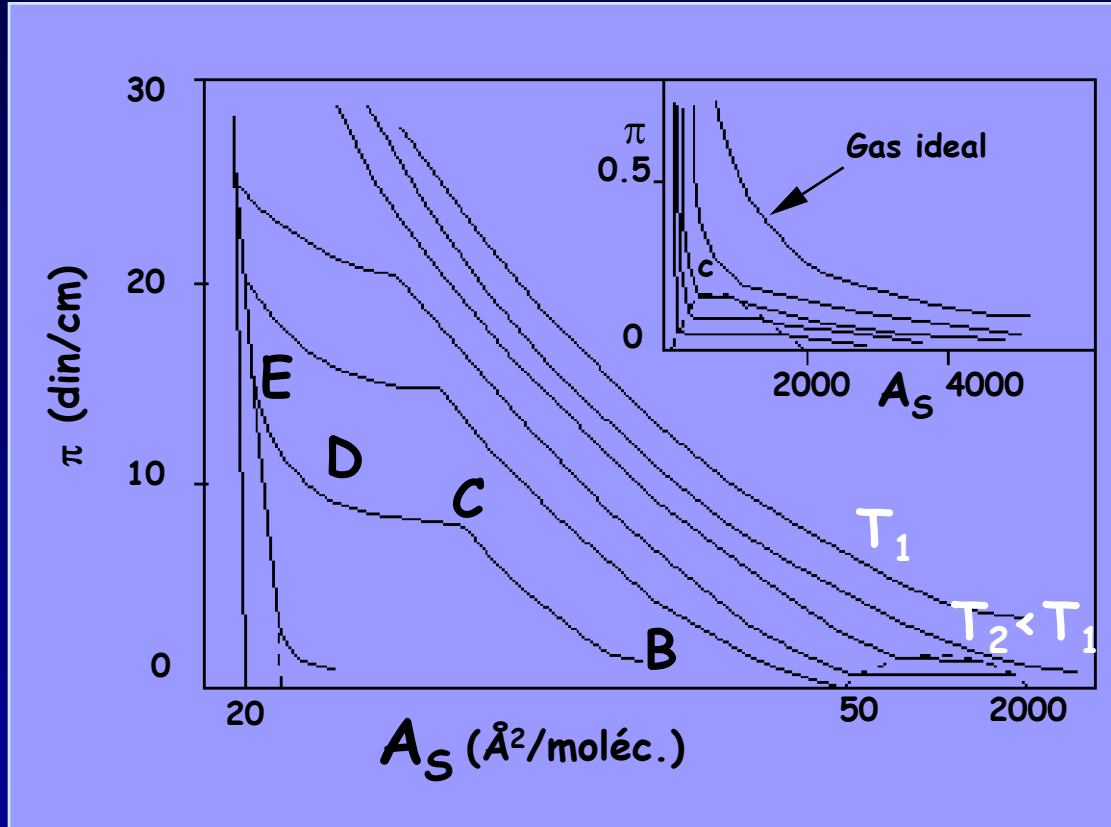 30
20
10
0
π (din/cm)
E
D
C
B
T₁
T₂ < T₁
20
50
2000
Aₛ (Å²/moléc.)
π
0.5
0
Gas ideal
c
2000
Aₛ
4000